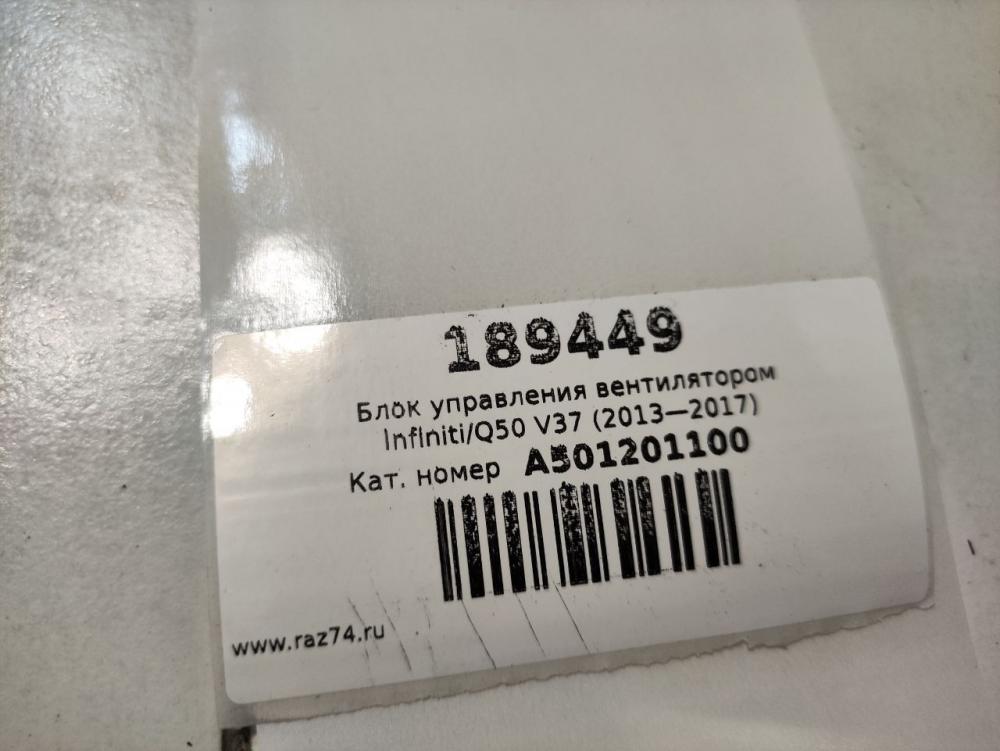 189449
Блок управления вентилятором
Infiniti/Q50 V37 (2013—2017)
Кат. номер A501201100
www.raz74.ru